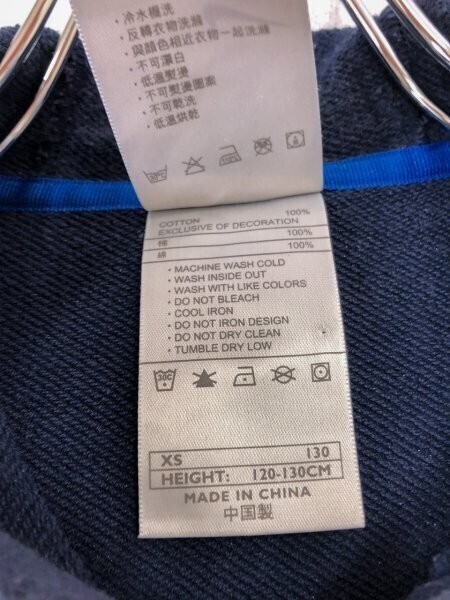 ・冷水機洗
・反轉衣物洗滌
・與顏色相近衣物一起洗滌
・不可漂白
・低溫熨燙
・不可熨燙圖案
・不可乾洗
・低溫烘乾
COTTON 100%
EXCLUSIVE OF DECORATION
棉 100%
綿 100%
• MACHINE WASH COLD
• WASH INSIDE OUT
• WASH WITH LIKE COLORS
• DO NOT BLEACH
• COOL IRON
• DO NOT IRON DESIGN
• DO NOT DRY CLEAN
• TUMBLE DRY LOW
30C
XS 130
HEIGHT: 120-130CM
MADE IN CHINA
中国製